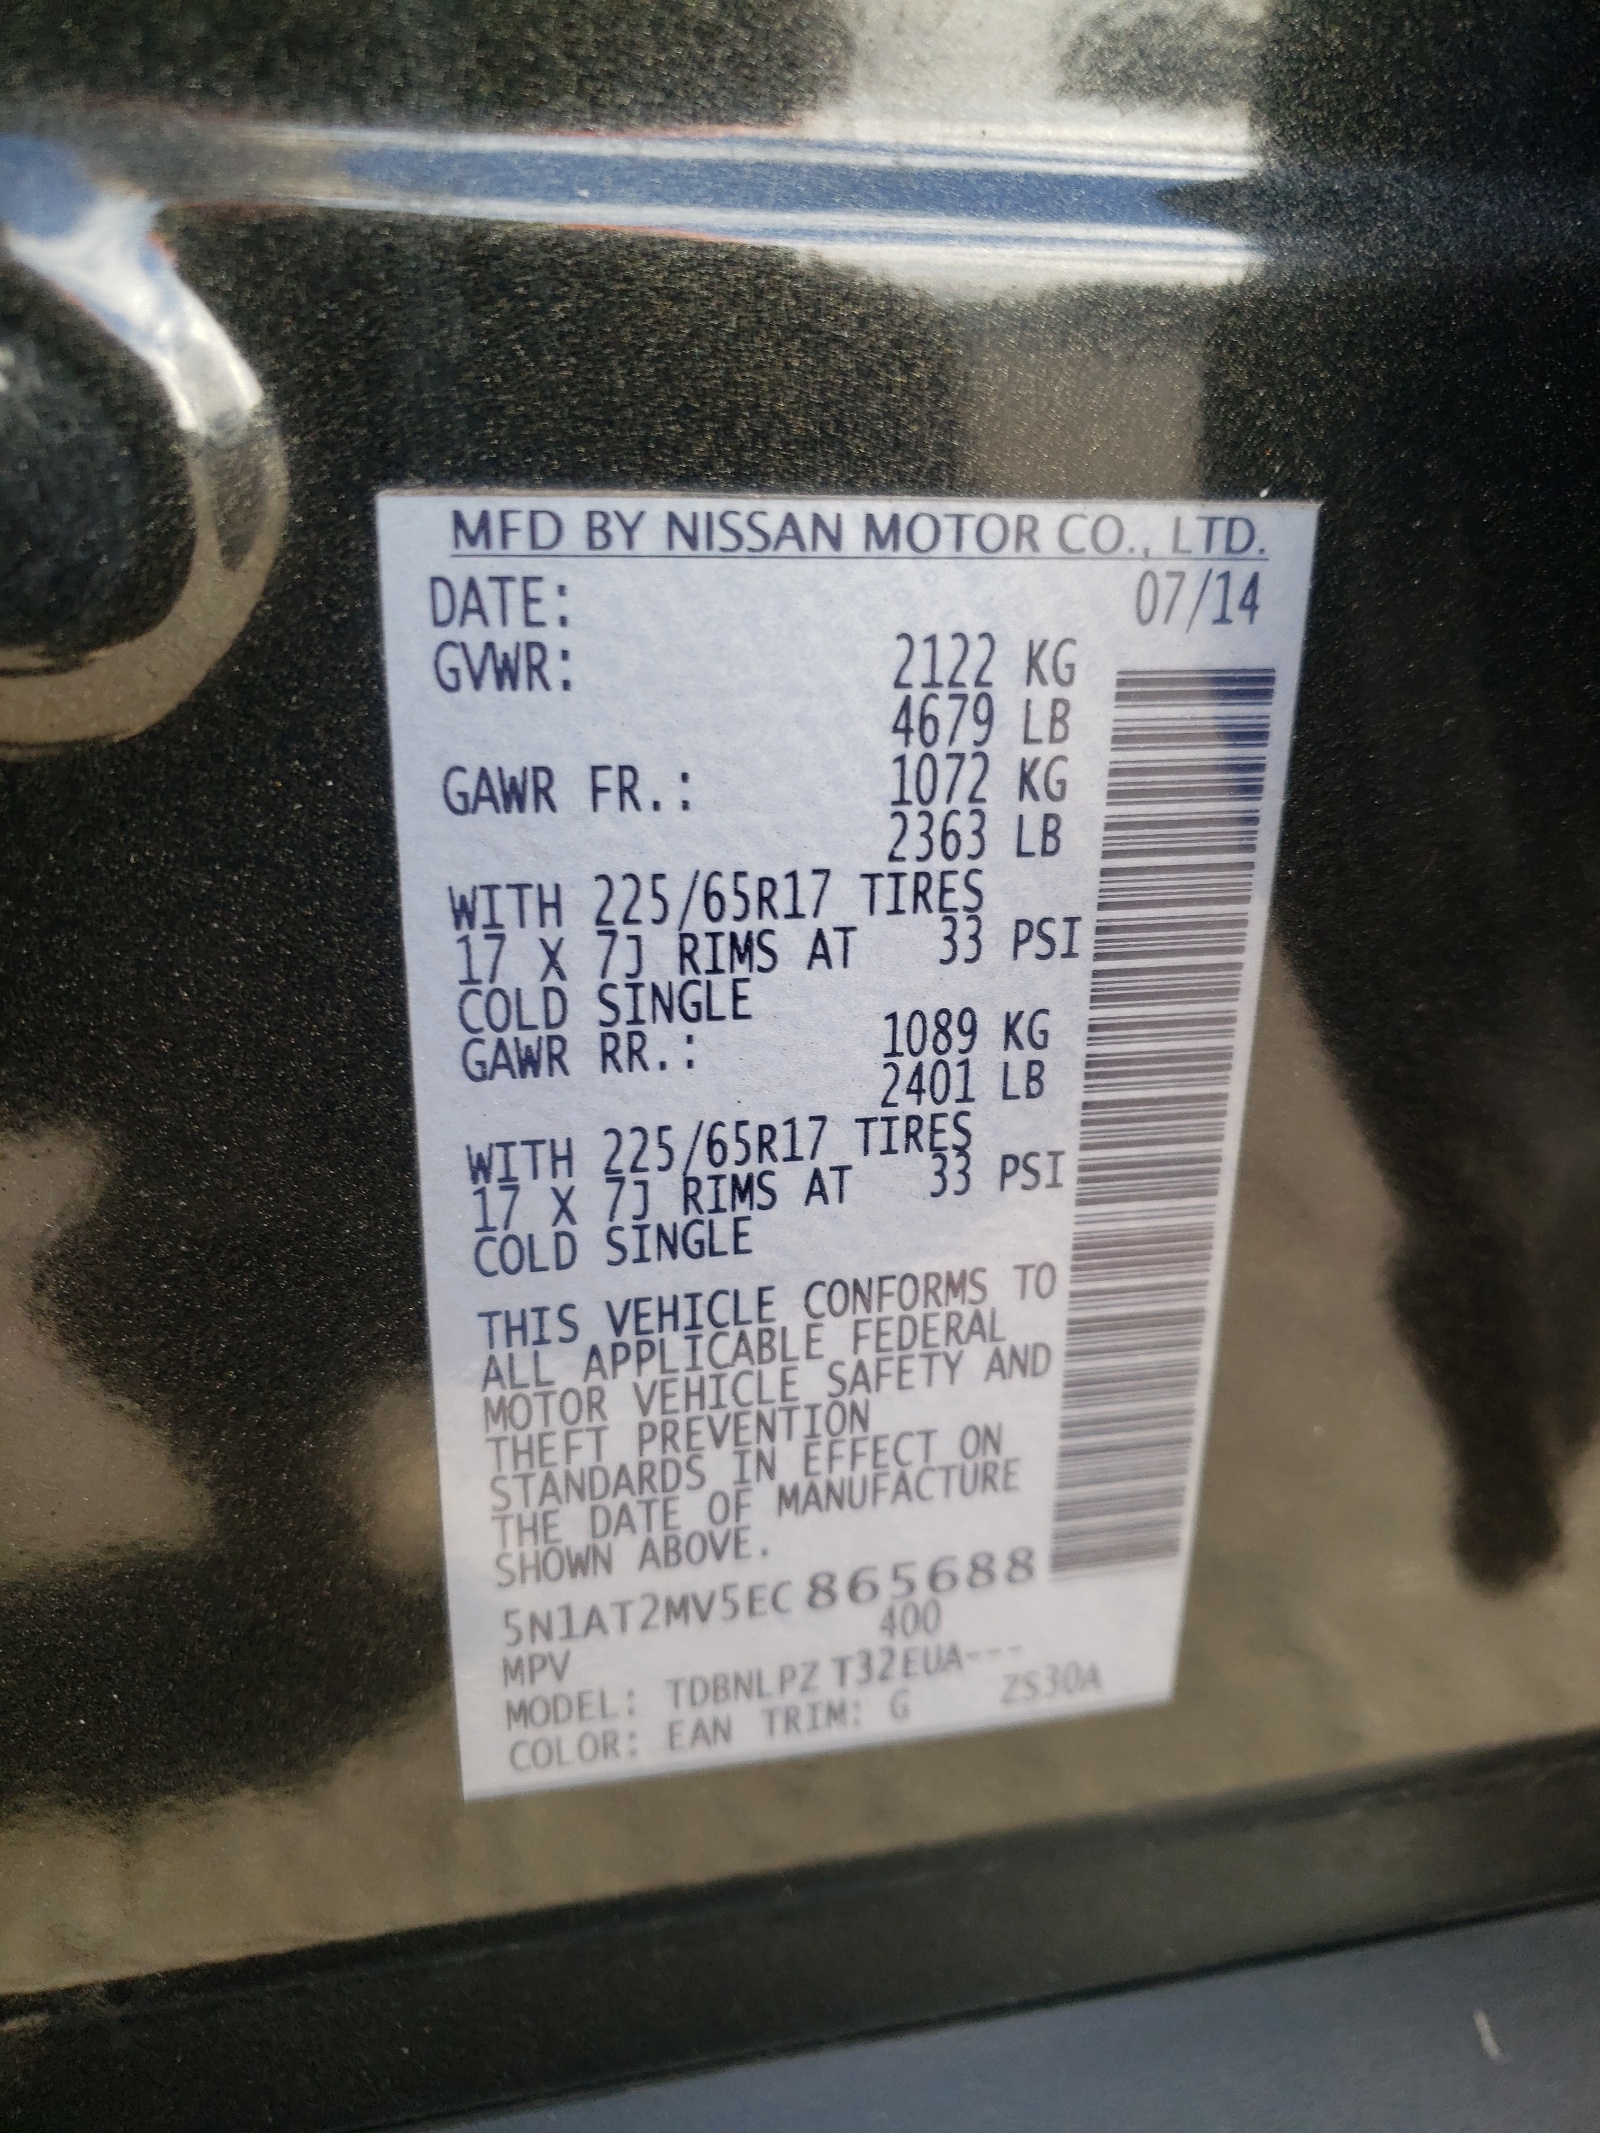 MFD BY NISSAN MOTOR CO., LTD.
DATE: 07/14
GVWR: 2122 KG
4679 LB
GAWR FR.: 1072 KG
2363 LB
WITH 225/65R17 TIRES
17 X 7J RIMS AT 33 PSI
COLD SINGLE
GAWR RR.: 1089 KG
2401 LB
WITH 225/65R17 TIRES
17 X 7J RIMS AT 33 PSI
COLD SINGLE
THIS VEHICLE CONFORMS TO
ALL APPLICABLE FEDERAL
MOTOR VEHICLE SAFETY AND
THEFT PREVENTION
STANDARDS IN EFFECT ON
THE DATE OF MANUFACTURE
SHOWN ABOVE.
5N1AT2MV5EC865688
MPV 400
MODEL: TDBNLPZ T32EUA---
COLOR: EAN TRIM: G ZS30A